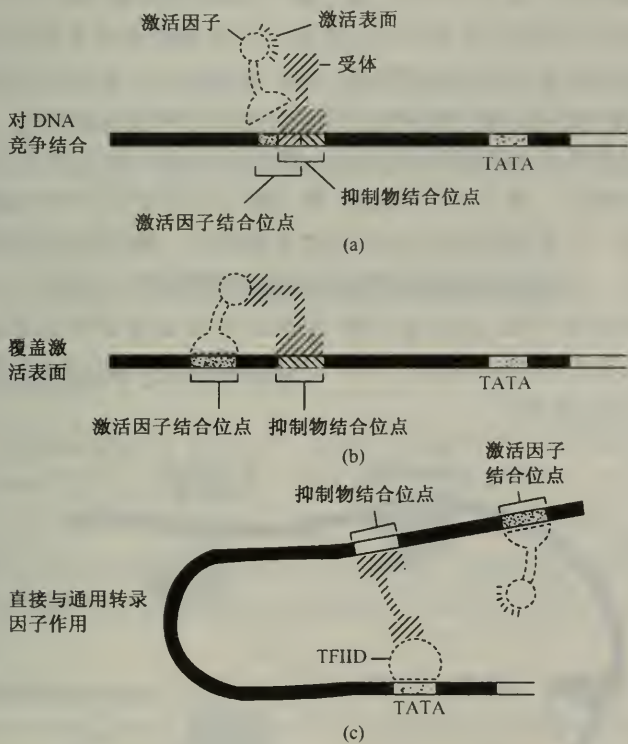 激活因子
激活表面
受体
对 DNA
竞争结合
TATA
激活因子结合位点
抑制物结合位点
(a)
覆盖激
活表面
TATA
激活因子结合位点
抑制物结合位点
(b)
激活因子
结合位点
抑制物结合位点
直接与通用转录
因子作用
TFIID
TATA
(c)